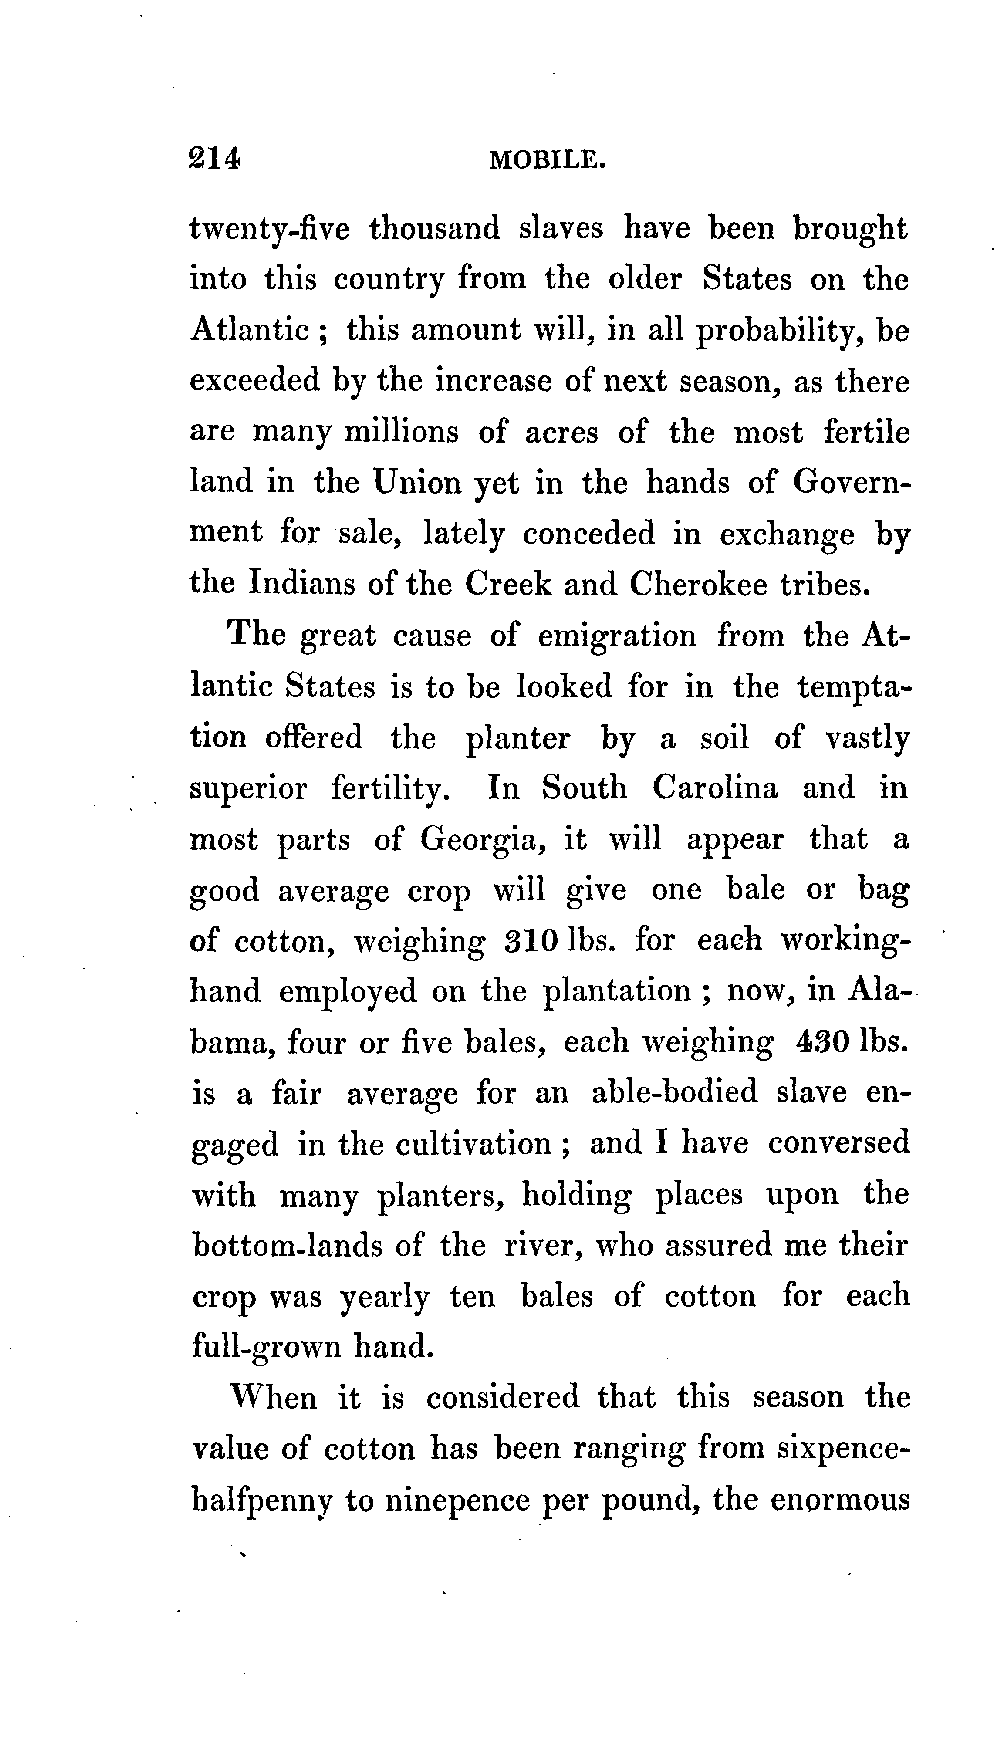 214 MOBILE.
twenty-five thousand slaves have been brought
into this country from the older States on the
Atlantic ; this amount will, in all probability, be
exceeded by the increase of next season, as there
are many millions of acres of the most fertile
land in the Union yet in the hands of Govern-
ment for sale, lately conceded in exchange by
the Indians of the Creek and Cherokee tribes.
The great cause of emigration from the At-
lantic States is to be looked for in the tempta-
tion offered the planter by a soil of vastly
superior fertility. In South Carolina and in
most parts of Georgia, it will appear that a
good average crop will give one bale or bag
of cotton, weighing 310 lbs. for each working-
hand employed on the plantation ; now, in Ala-
bama, four or five bales, each weighing 430 lbs.
is a fair average for an able-bodied slave en-
gaged in the cultivation ; and I have conversed
with many planters, holding places upon the
bottom-lands of the river, who assured me their
crop was yearly ten bales of cotton for each
full-grown hand.
When it is considered that this season the
value of cotton has been ranging from sixpence-
halfpenny to ninepence per pound, the enormous